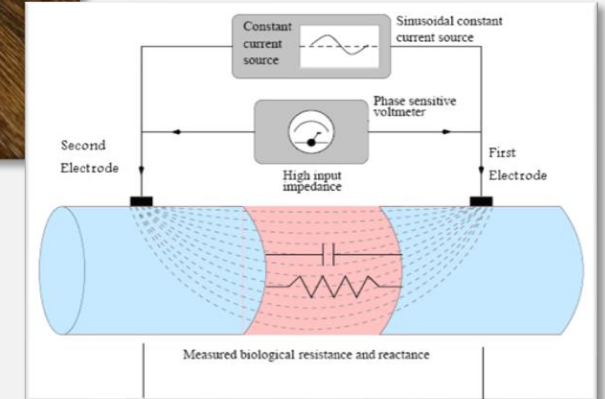 Constant
current
source
Sinusoidal constant
current source
Phase sensitive
voltmeter
High input
impedance
Second
Electrode
First
Electrode
Measured biological resistance and reactance